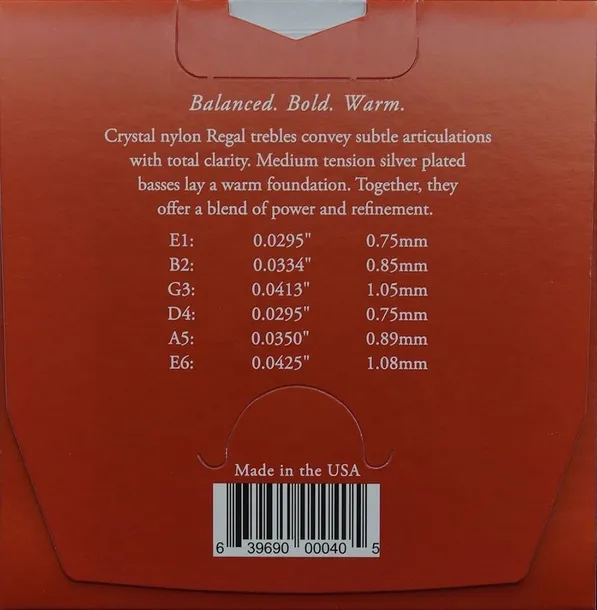 Balanced. Bold. Warm.
Crystal nylon Regal trebles convey subtle articulations
with total clarity. Medium tension silver plated
basses lay a warm foundation. Together, they
offer a blend of power and refinement.
E1: 0.0295" 0.75mm
B2: 0.0334" 0.85mm
G3: 0.0413" 1.05mm
D4: 0.0295" 0.75mm
A5: 0.0350" 0.89mm
E6: 0.0425" 1.08mm
Made in the USA
6 39690 00040 5